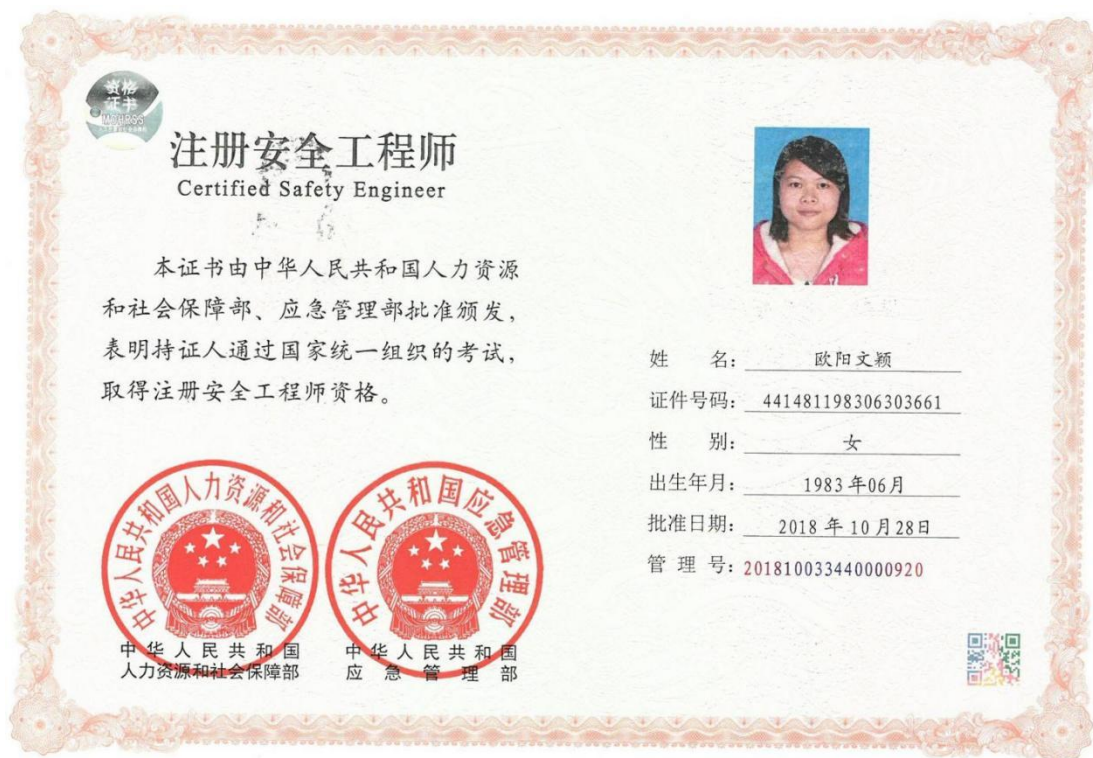 资格
证书
MOHRSS
注册安全工程师
Certified Safety Engineer
本证书由中华人民共和国人力资源
和社会保障部、应急管理部批准颁发，
表明持证人通过国家统一组织的考试，
取得注册安全工程师资格。
中华人民共和国人力资源和社会保障部
中华人民共和国
人力资源和社会保障部
中华人民共和国应急管理部
中华人民共和国
应急管理部
姓 名： 欧阳文颖
证件号码： 441481198306303661
性 别： 女
出生年月： 1983年06月
批准日期： 2018年10月28日
管理号：201810033440000920